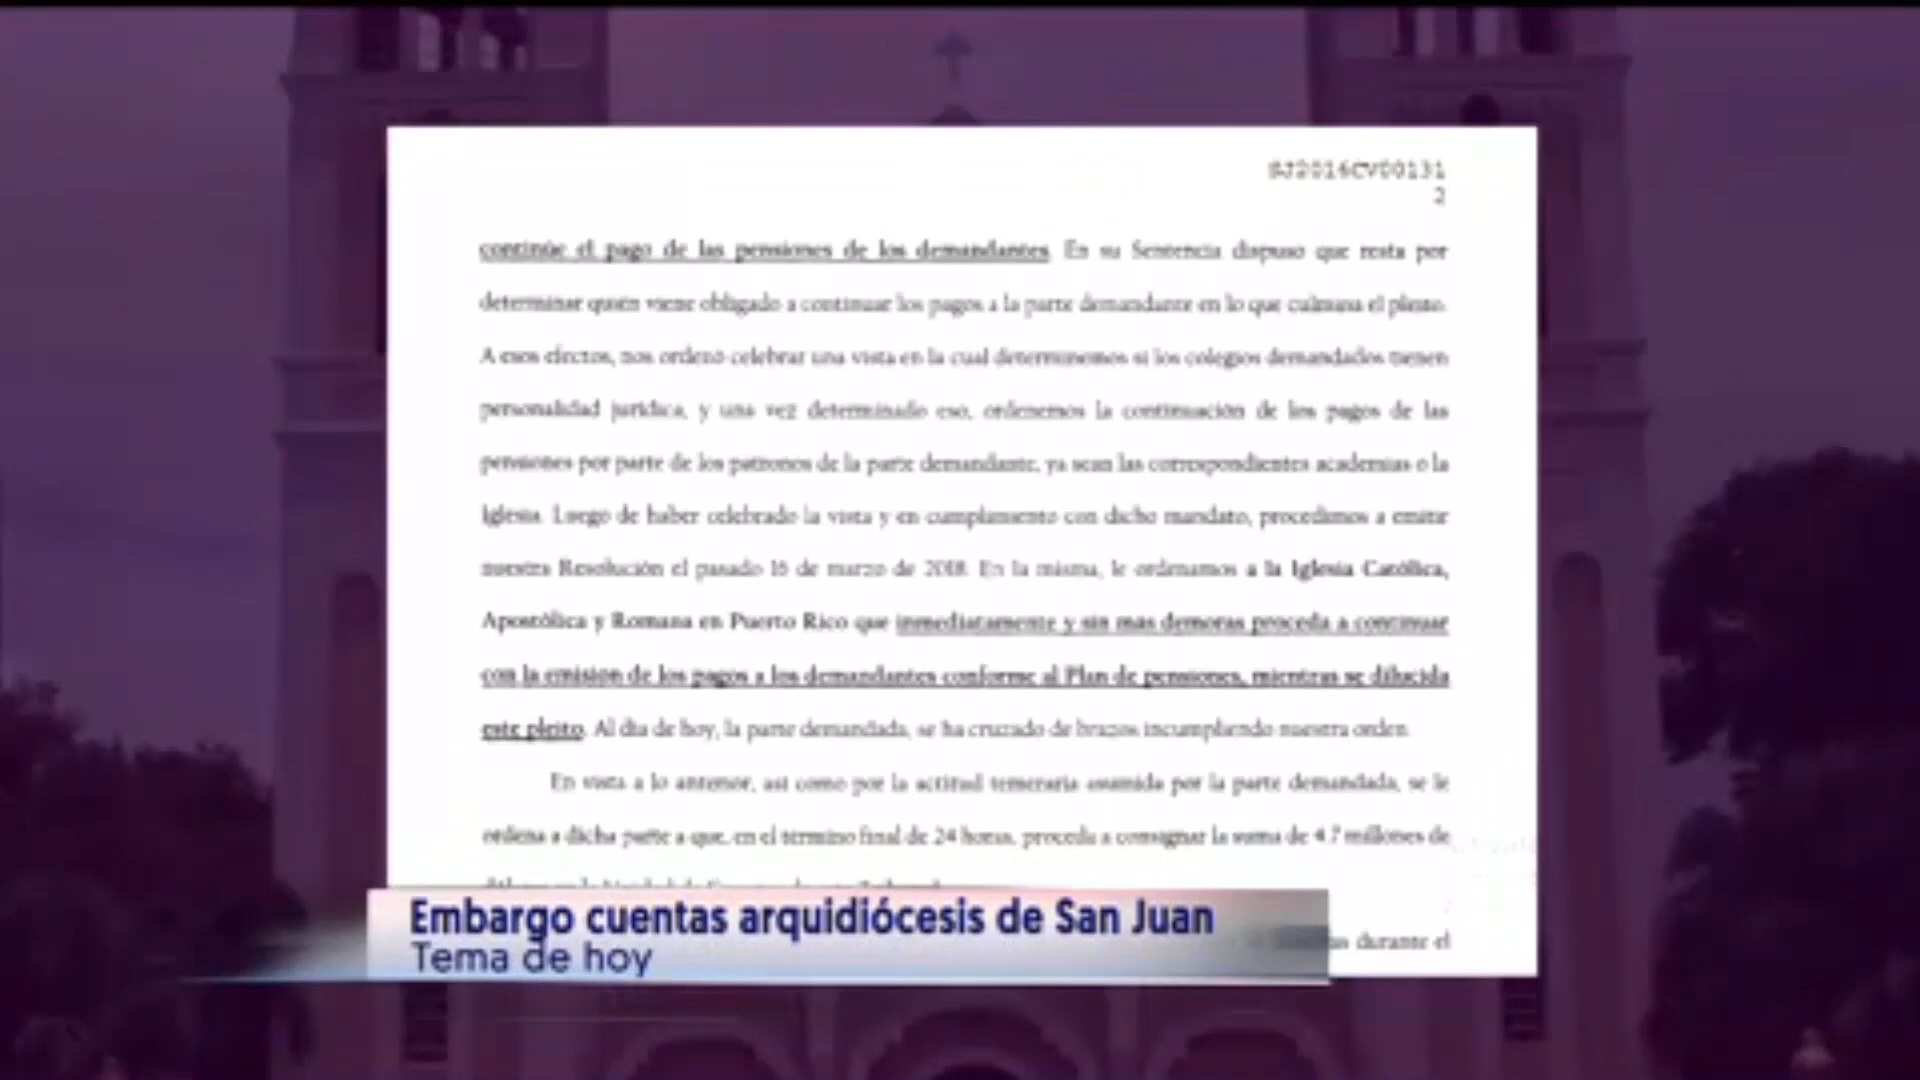 SJ2016CV00131
2
continúe el pago de las pensiones de los demandantes. En su Sentencia dispuso que resta por
determinar quien viene obligado a continuar los pagos a la parte demandante en lo que culmina el pleito.
A esos efectos, nos ordenó celebrar una vista en la cual determinemos si los colegios demandados tienen
personalidad jurídica, y una vez determinado eso, ordenemos la continuación de los pagos de las
pensiones por parte de los patronos de la parte demandante, ya sean las correspondientes academias o la
Iglesia. Luego de haber celebrado la vista y en cumplimiento con dicho mandato, procedimos a emitir
nuestra Resolución el pasado 16 de marzo de 2018. En la misma, le ordenamos a la Iglesia Católica,
Apostólica y Romana en Puerto Rico que inmediatamente y sin mas demoras proceda a continuar
con la emisión de los pagos a los demandantes conforme al Plan de pensiones, mientras se dilucida
este pleito. Al día de hoy, la parte demandada, se ha cruzado de brazos incumpliendo nuestra orden.
En vista a lo anterior, así como por la actitud temeraria asumida por la parte demandada, se le
ordena a dicha parte a que, en el término final de 24 horas, proceda a consignar la suma de 4.7 millones de
durante el
Embargo cuentas arquidiócesis de San Juan
Tema de hoy